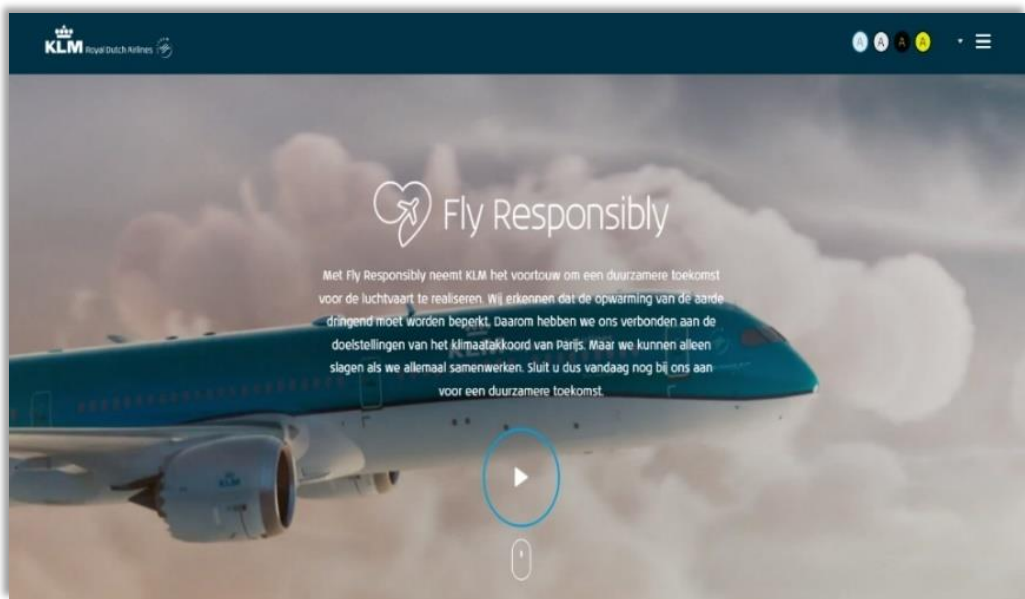 KLM Royal Dutch Airlines
A A A A
Fly Responsibly
Met Fly Responsibly neemt KLM het voortouw om een duurzamere toekomst
voor de luchtvaart te realiseren. Wij erkennen dat de opwarming van de aarde
dringend moet worden beperkt. Daarom hebben we ons verbonden aan de
doelstellingen van het klimaatakkoord van Parijs. Maar we kunnen alleen
slagen als we allemaal samenwerken. Sluit u dus vandaag nog bij ons aan
voor een duurzamere toekomst.
KLM
KLM